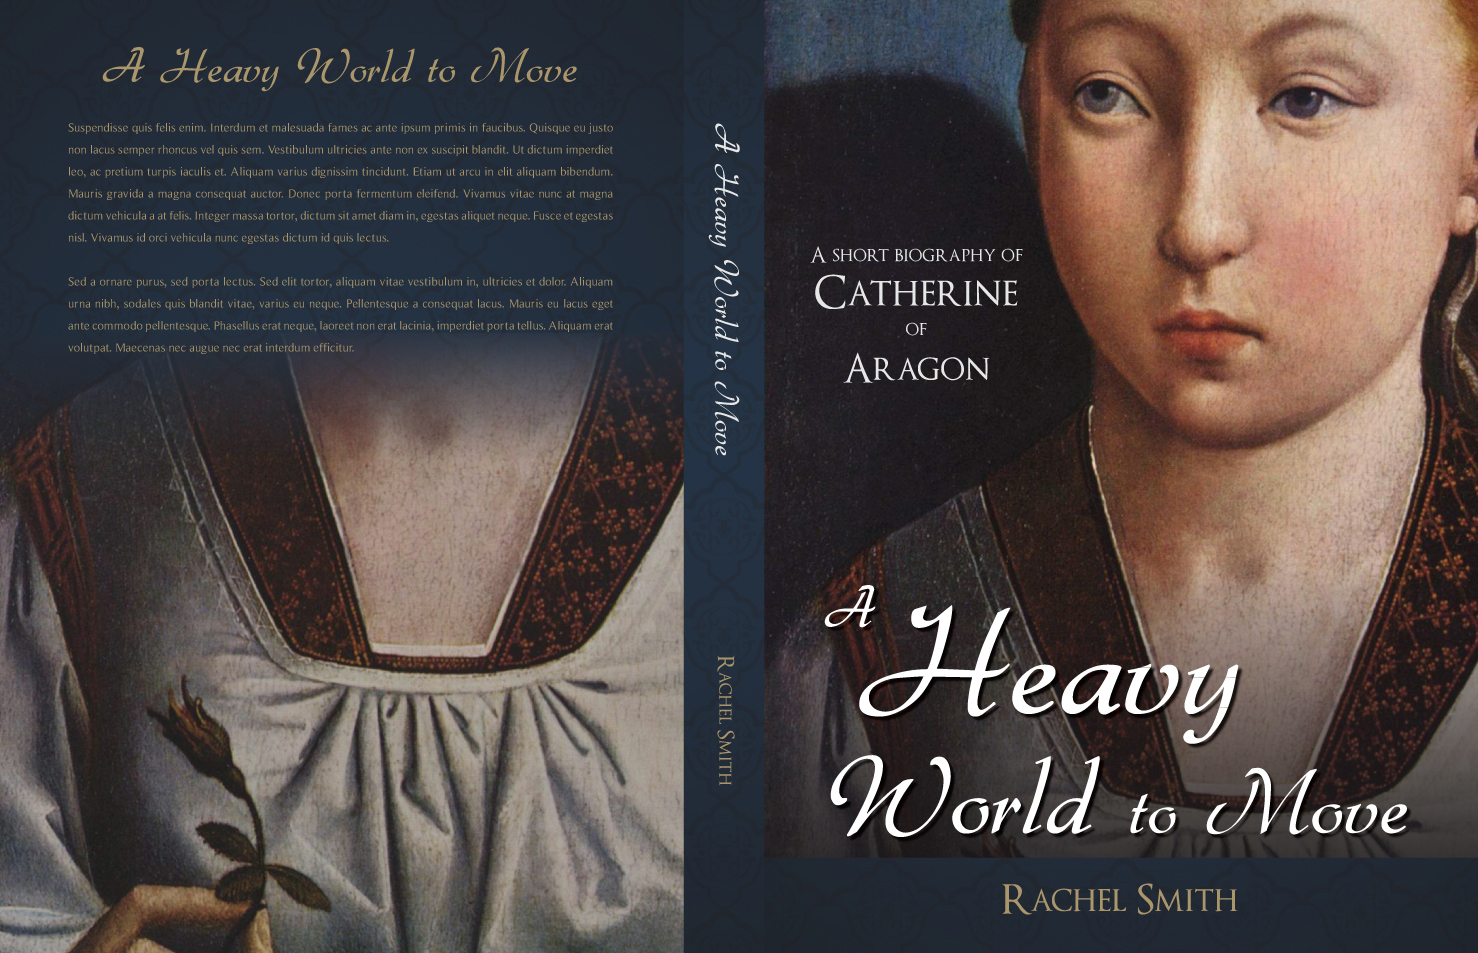 A Heavy World to Move
Suspendisse quis felis enim. Interdum et malesuada fames ac ante ipsum primis in faucibus. Quisque eu justo
non lacus semper rhoncus vel quis sem. Vestibulum ultricies ante non ex suscipit blandit. Ut dictum imperdiet
leo, ac pretium turpis iaculis et. Aliquam varius dignissim tincidunt. Etiam ut arcu in elit aliquam bibendum.
Mauris gravida a magna consequat auctor. Donec porta fermentum eleifend. Vivamus vitae nunc at magna
dictum vehicula a at felis. Integer massa tortor, dictum sit amet diam in, egestas aliquet neque. Fusce et egestas
nisl. Vivamus id orci vehicula nunc egestas dictum id quis lectus.
Sed a ornare purus, sed porta lectus. Sed elit tortor, aliquam vitae vestibulum in, ultricies et dolor. Aliquam
urna nibh, sodales quis blandit vitae, varius eu neque. Pellentesque a consequat lacus. Mauris eu lacus eget
ante commodo pellentesque. Phasellus erat neque, laoreet non erat lacinia, imperdiet porta tellus. Aliquam erat
volutpat. Maecenas nec augue nec erat interdum efficitur.
A Heavy World to Move
Rachel Smith
A short biography of
Catherine
of
Aragon
A
Heavy
World to Move
Rachel Smith